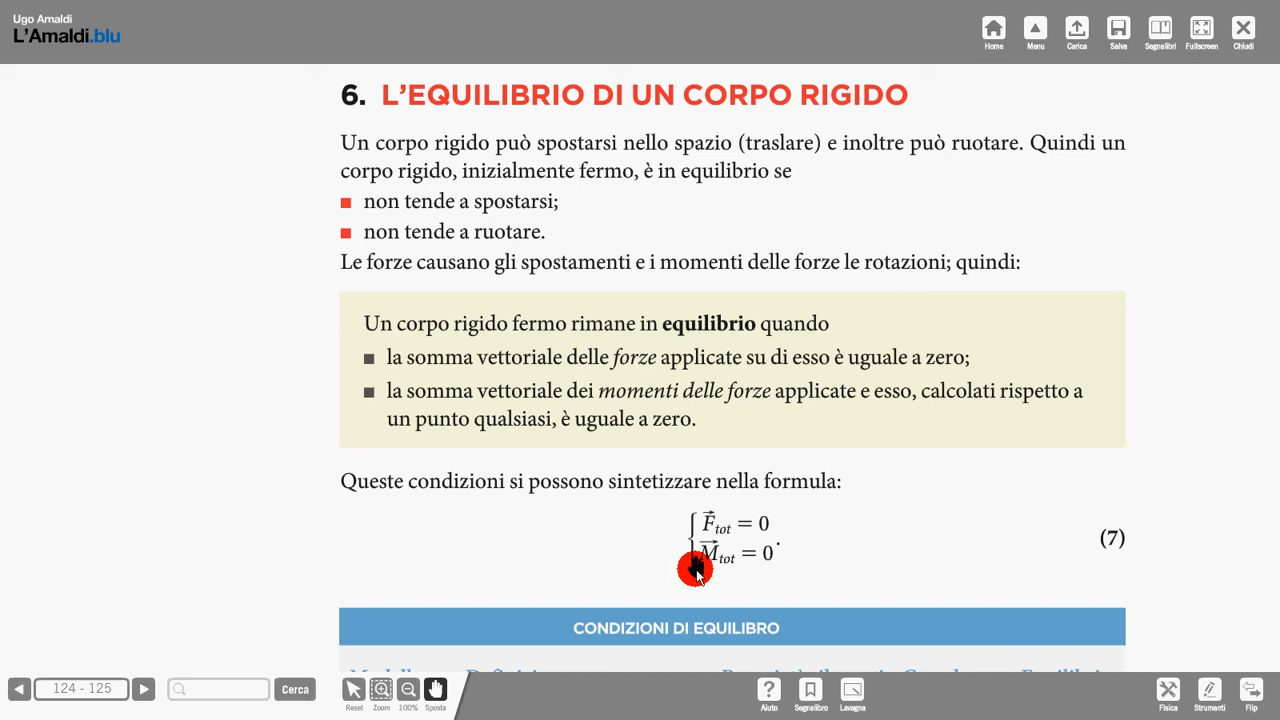 Ugo Amaldi
L'Amaldi.blu
Home
Menu
Carica
Salva
Segnalibri
Fullscreen
Chiudi
6. L'EQUILIBRIO DI UN CORPO RIGIDO
Un corpo rigido può spostarsi nello spazio (traslare) e inoltre può ruotare. Quindi un
corpo rigido, inizialmente fermo, è in equilibrio se
■ non tende a spostarsi;
■ non tende a ruotare.
Le forze causano gli spostamenti e i momenti delle forze le rotazioni; quindi:
Un corpo rigido fermo rimane in equilibrio quando
■ la somma vettoriale delle forze applicate su di esso è uguale a zero;
■ la somma vettoriale dei momenti delle forze applicate e esso, calcolati rispetto a
un punto qualsiasi, è uguale a zero.
Queste condizioni si possono sintetizzare nella formula:
F⃗tot = 0
M⃗tot = 0 .
(7)
CONDIZIONI DI EQUILIBRO
124 - 125
Cerca
Reset
Zoom
100%
Sposta
Aiuto
Segnalibro
Lavagna
Fisica
Strumenti
Flip